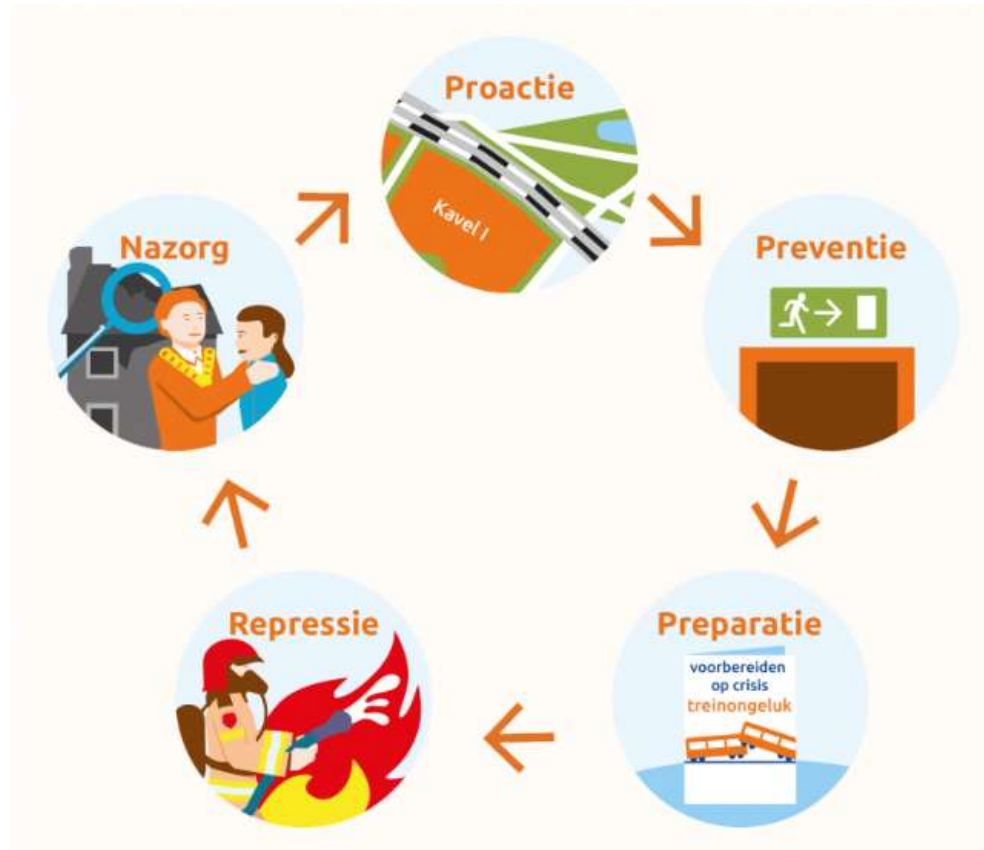 Proactie
Kavel I
Preventie
Preparatie
voorbereiden
op crisis
treinongeluk
Repressie
Nazorg